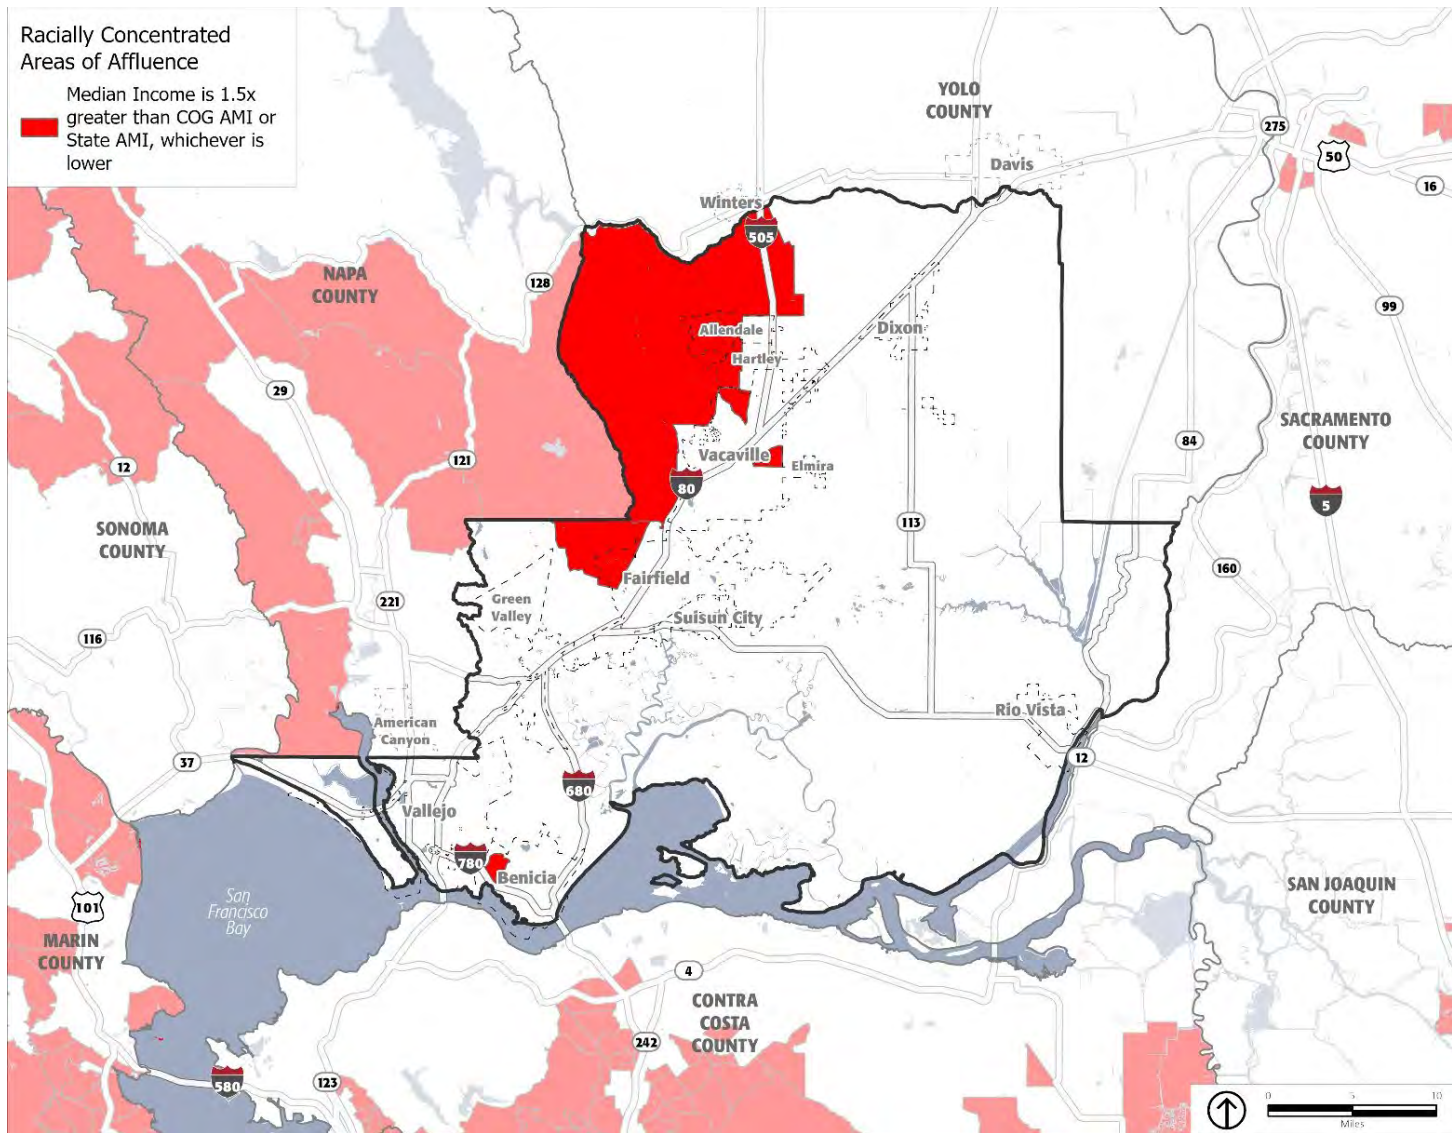 Racially Concentrated
Areas of Affluence
Median Income is 1.5x
greater than COG AMI or
State AMI, whichever is
lower
YOLO
COUNTY
275
50
16
Davis
Winters
505
NAPA
COUNTY
128
99
Allendale
Dixon
Hartley
29
SACRAMENTO
COUNTY
84
12
121
Vacaville
Elmira
80
5
SONOMA
COUNTY
113
160
Fairfield
Green
Valley
221
Suisun City
116
Rio Vista
American
Canyon
37
12
680
Vallejo
780
Benicia
San
Francisco
Bay
101
MARIN
COUNTY
SAN JOAQUIN
COUNTY
4
CONTRA
COSTA
COUNTY
242
580
123
0 5 10
Miles